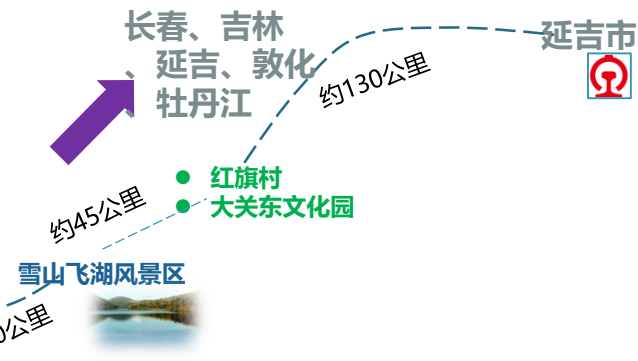 长春、吉林
、延吉、敦化
、牡丹江
延吉市
约130公里
红旗村
大关东文化园
约45公里
雪山飞湖风景区
0公里